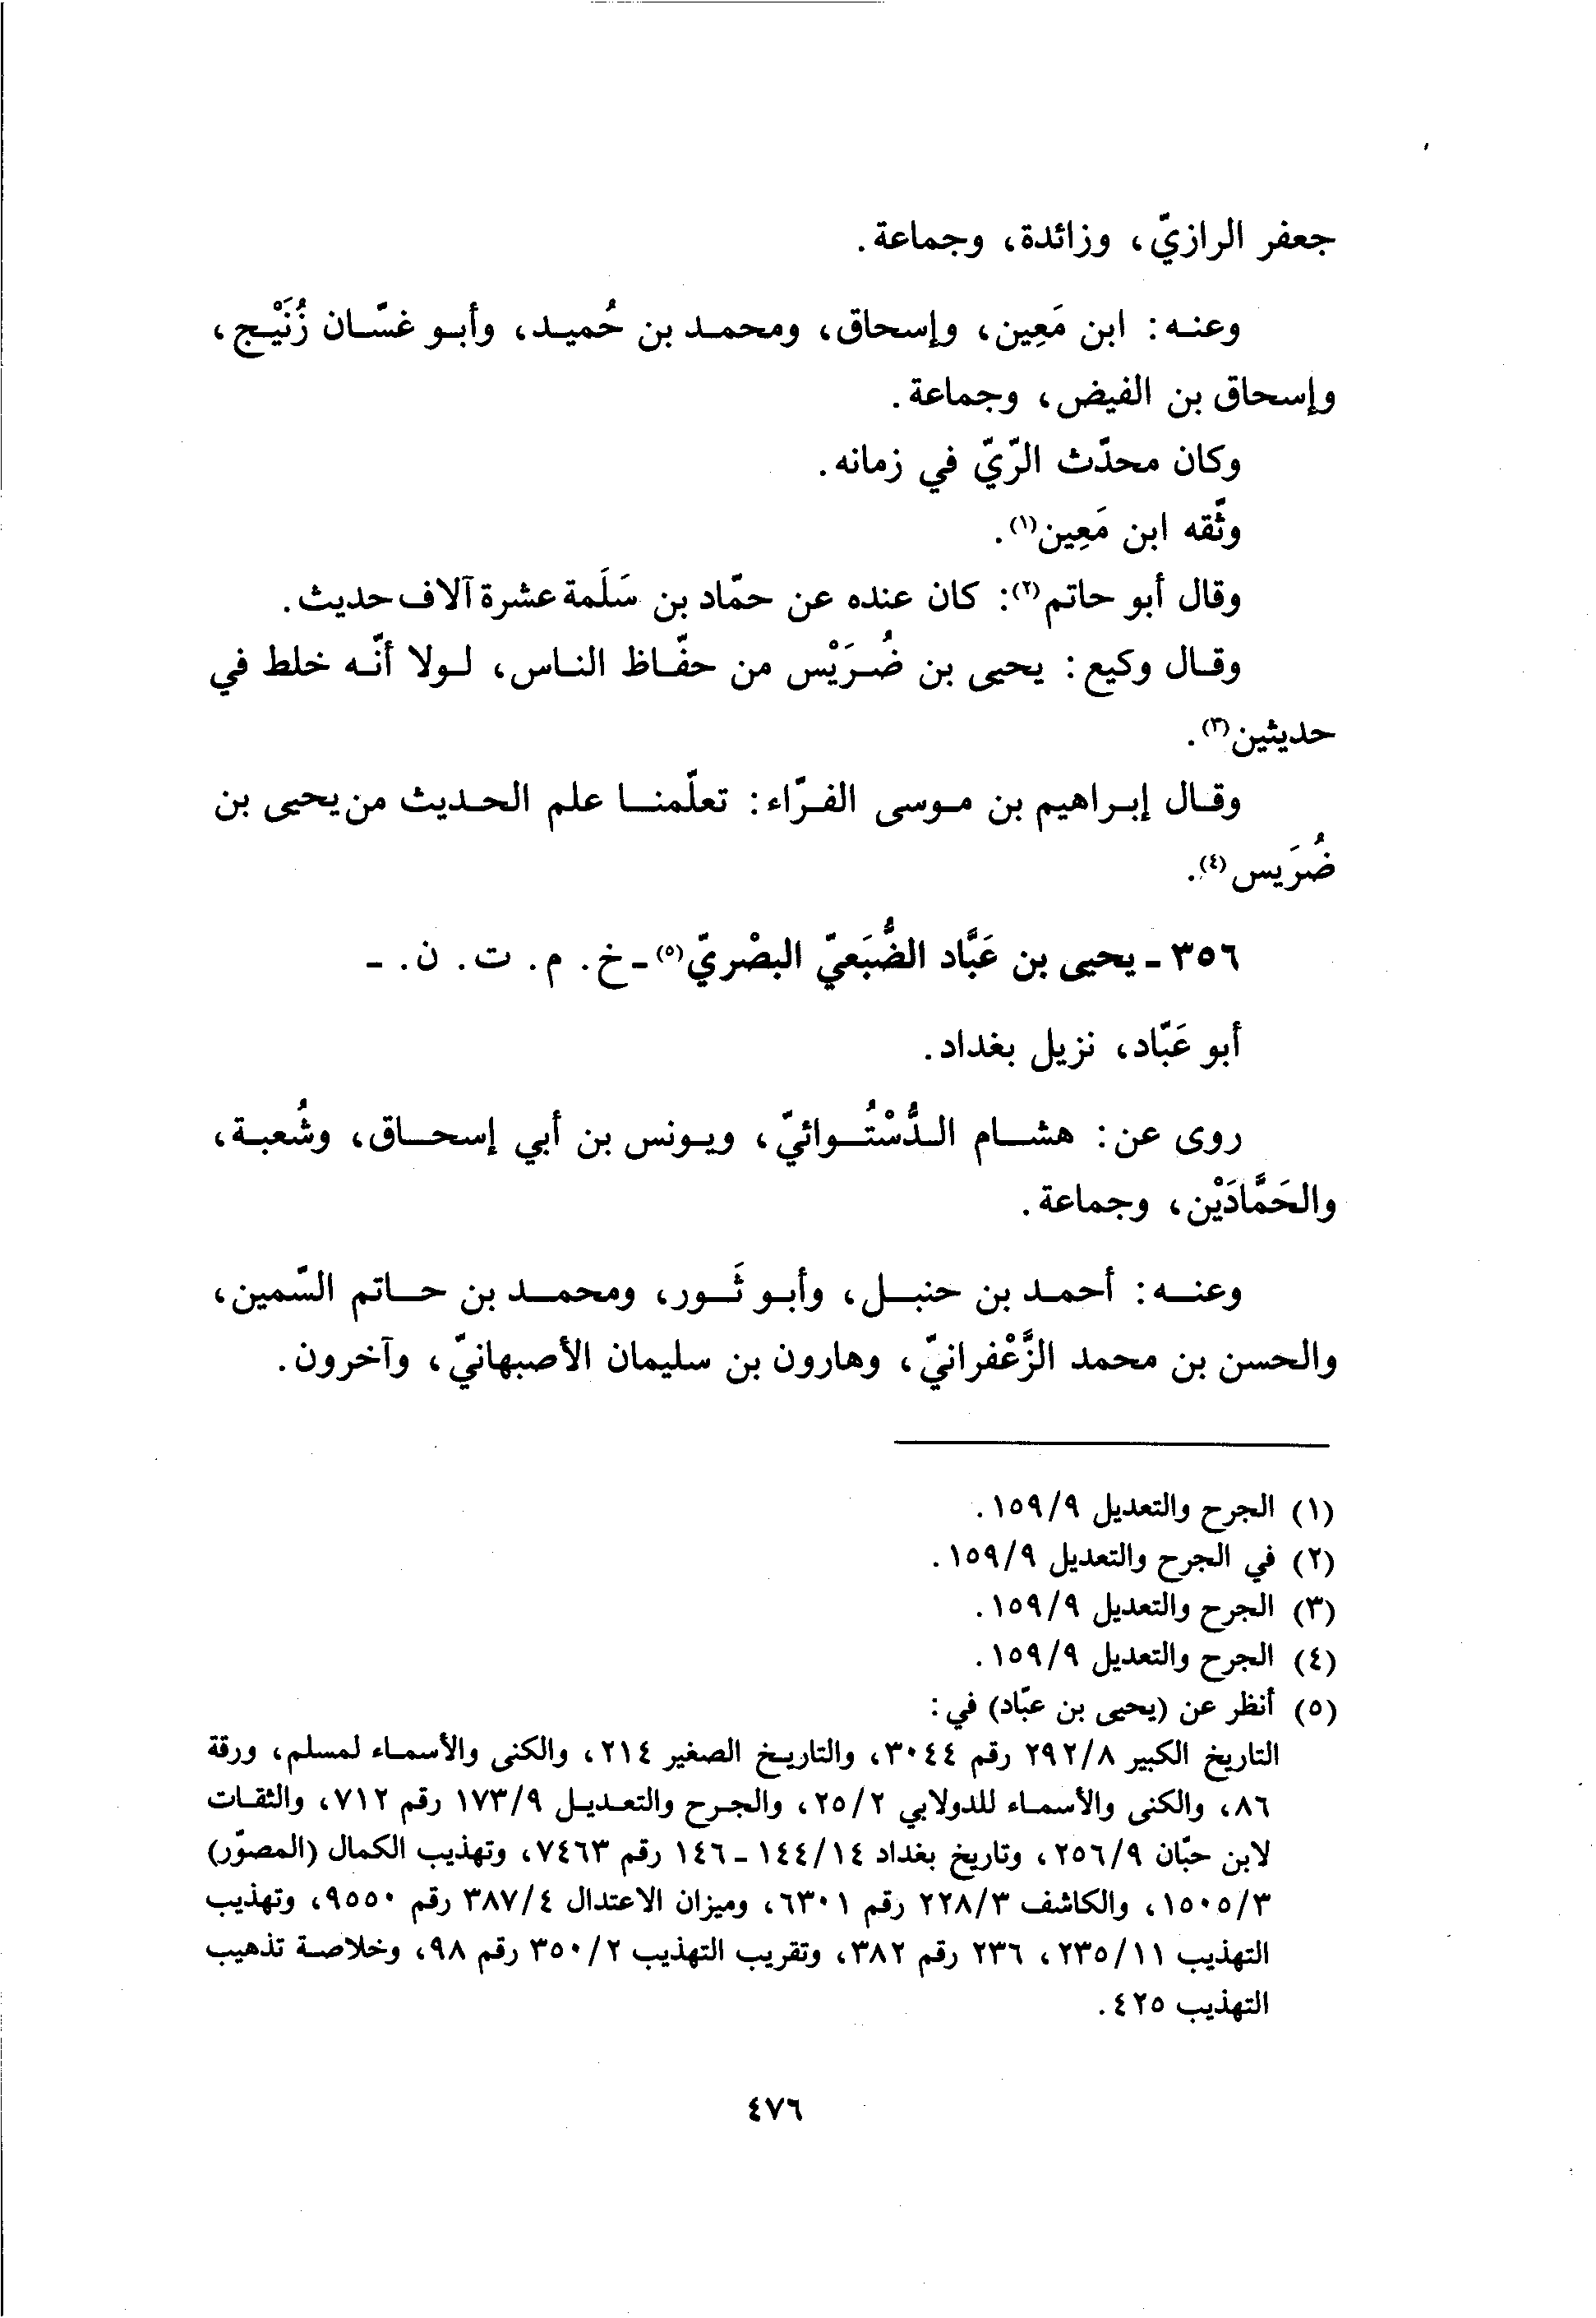 جعفر الرازيّ، وزائدة، وجماعة.
وعنه: ابن مَعِين، وإسحاق، ومحمد بن حُميد، وأبو غسّان زُنَيْج،
وإسحاق بن الفيض، وجماعة.
وكان محدّث الرّيّ في زمانه.
وثّقه ابن مَعِين(١).
وقال أبو حاتم(٢): كان عنده عن حمّاد بن سَلَمة عشرة آلاف حديث.
وقال وكيع: يحيى بن ضُرَيْس من حفّاظ الناس، لولا أنّه خلط في
حديثين(٣).
وقال إبراهيم بن موسى الفرّاء: تعلّمنا علم الحديث من يحيى بن
ضُرَيس(٤).
٣٥٦ - يحيى بن عَبَّاد الضُّبَعيّ البصْريّ(٥) - خ. م. ت. ن. -
أبو عَبّاد، نزيل بغداد.
روى عن: هشام الدُّسْتُوائيّ، ويونس بن أبي إسحاق، وشُعبة،
والحَمَّادَيْن، وجماعة.
وعنه: أحمد بن حنبل، وأبو ثَور، ومحمد بن حاتم السّمين،
والحسن بن محمد الزَّعْفرانيّ، وهارون بن سليمان الأصبهانيّ، وآخرون.
(١) الجرح والتعديل ١٥٩/٩.
(٢) في الجرح والتعديل ١٥٩/٩.
(٣) الجرح والتعديل ١٥٩/٩.
(٤) الجرح والتعديل ١٥٩/٩.
(٥) أنظر عن (يحيى بن عبّاد) في:
التاريخ الكبير ٢٩٢/٨ رقم ٣٠٤٤، والتاريخ الصغير ٢١٤، والكنى والأسماء لمسلم، ورقة
٨٦، والكنى والأسماء للدولابي ٢٥/٢، والجرح والتعديل ١٧٣/٩ رقم ٧١٢، والثقات
لابن حبّان ٢٥٦/٩، وتاريخ بغداد ١٤٤/١٤ - ١٤٦ رقم ٧٤٦٣، وتهذيب الكمال (المصوّر)
١٥٠٥/٣، والكاشف ٢٢٨/٣ رقم ٦٣٠١، وميزان الاعتدال ٣٨٧/٤ رقم ٩٥٥٠، وتهذيب
التهذيب ٢٣٥/١١، ٢٣٦ رقم ٣٨٢، وتقريب التهذيب ٣٥٠/٢ رقم ٩٨، وخلاصة تذهيب
التهذيب ٤٢٥.
٤٧٦